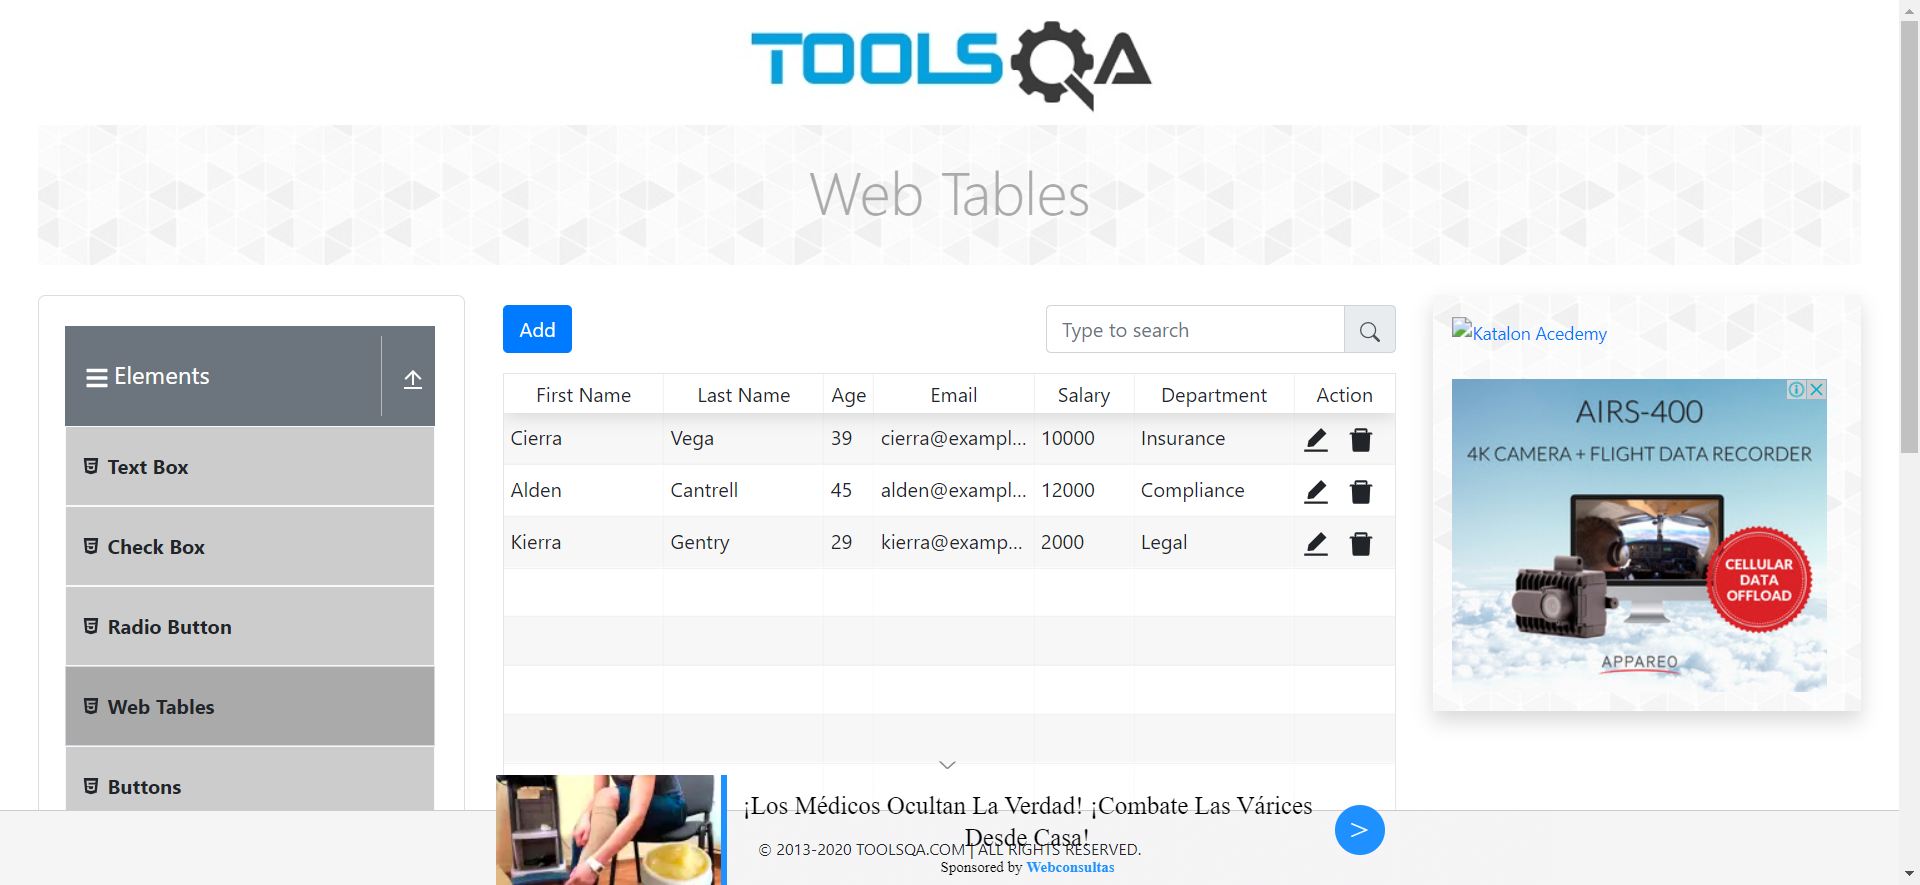 TOOLSQA
Web Tables
Elements
Text Box
Check Box
Radio Button
Web Tables
Buttons
Add
Type to search
First Name Last Name Age Email Salary Department Action
Cierra Vega 39 cierra@exampl... 10000 Insurance
Alden Cantrell 45 alden@exampl... 12000 Compliance
Kierra Gentry 29 kierra@examp... 2000 Legal
Katalon Acedemy
AIRS-400
4K CAMERA + FLIGHT DATA RECORDER
CELLULAR
DATA
OFFLOAD
APPAREO
¡Los Médicos Ocultan La Verdad! ¡Combate Las Várices
Desde Casa!
© 2013-2020 TOOLSQA.COM | ALL RIGHTS RESERVED.
Sponsored by Webconsultas